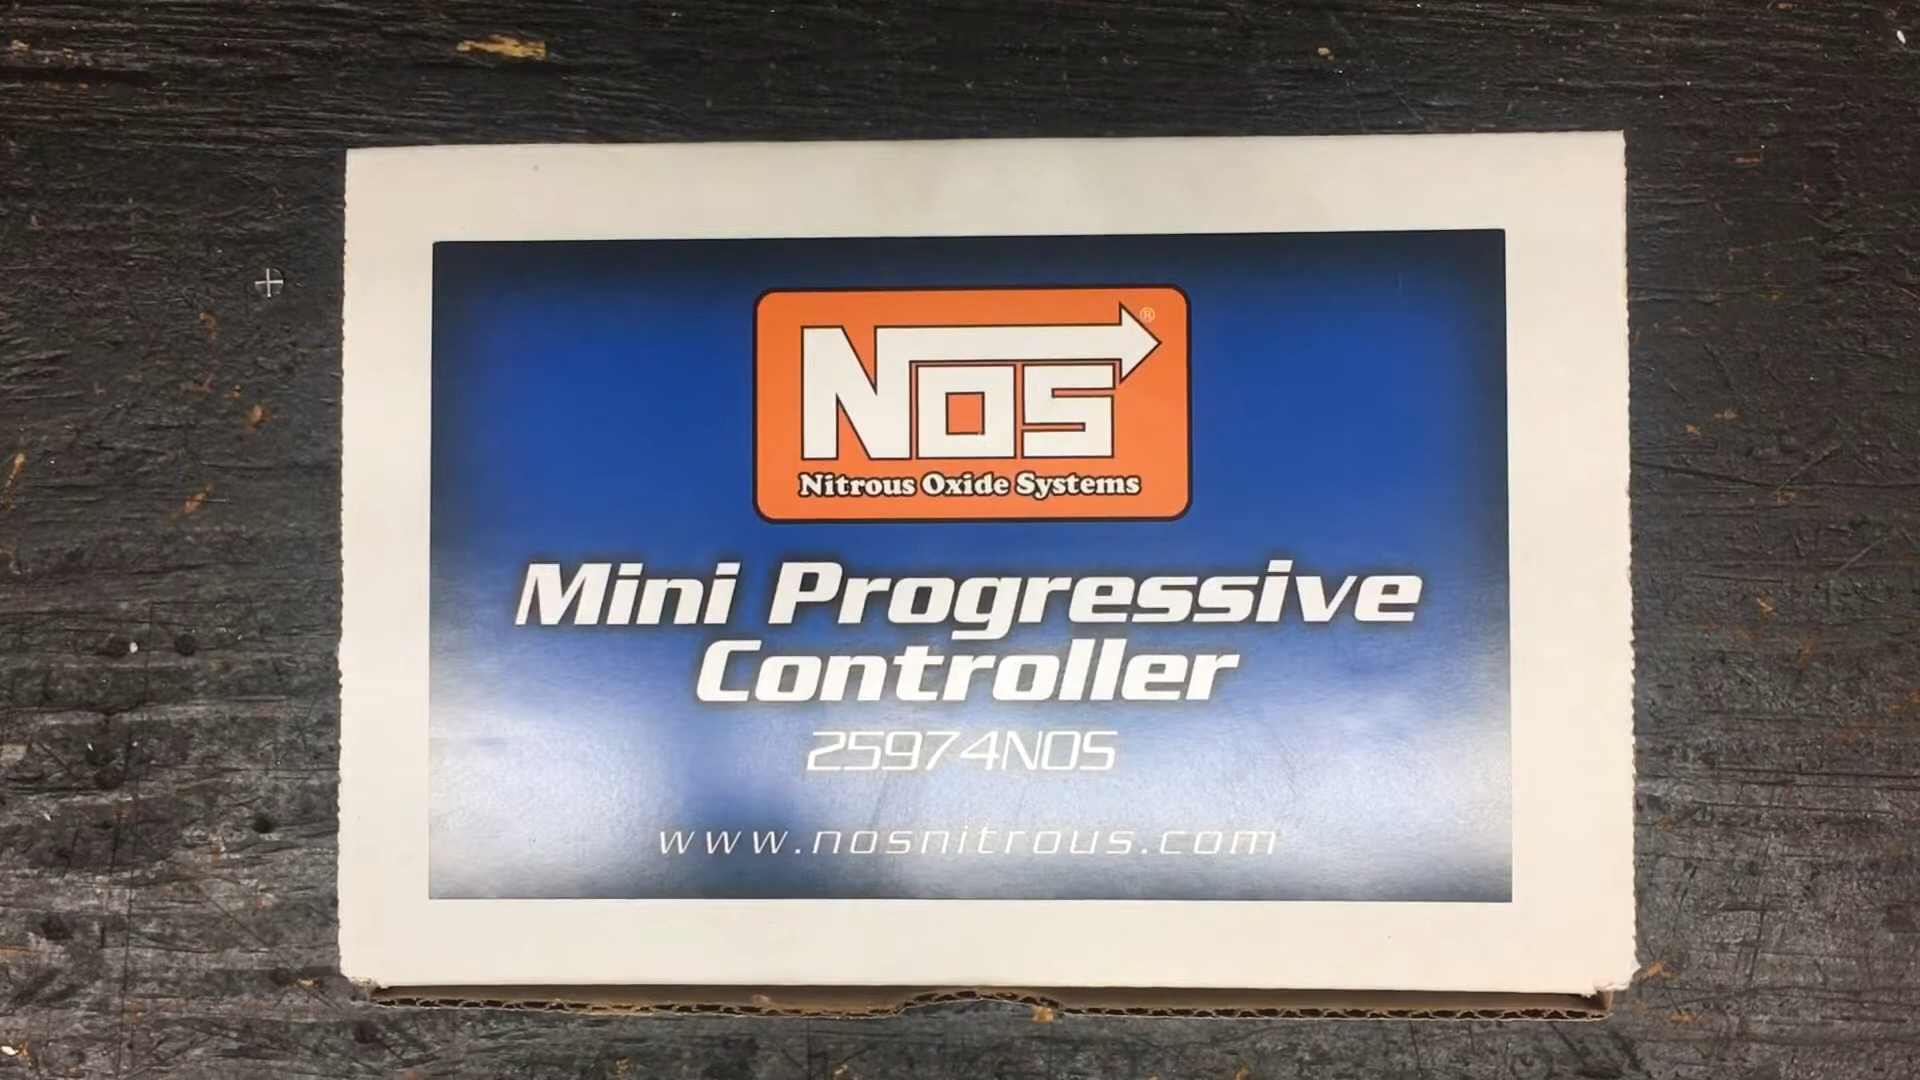 NOS®
Nitrous Oxide Systems
Mini Progressive
Controller
25974NOS
www.nosnitrous.com